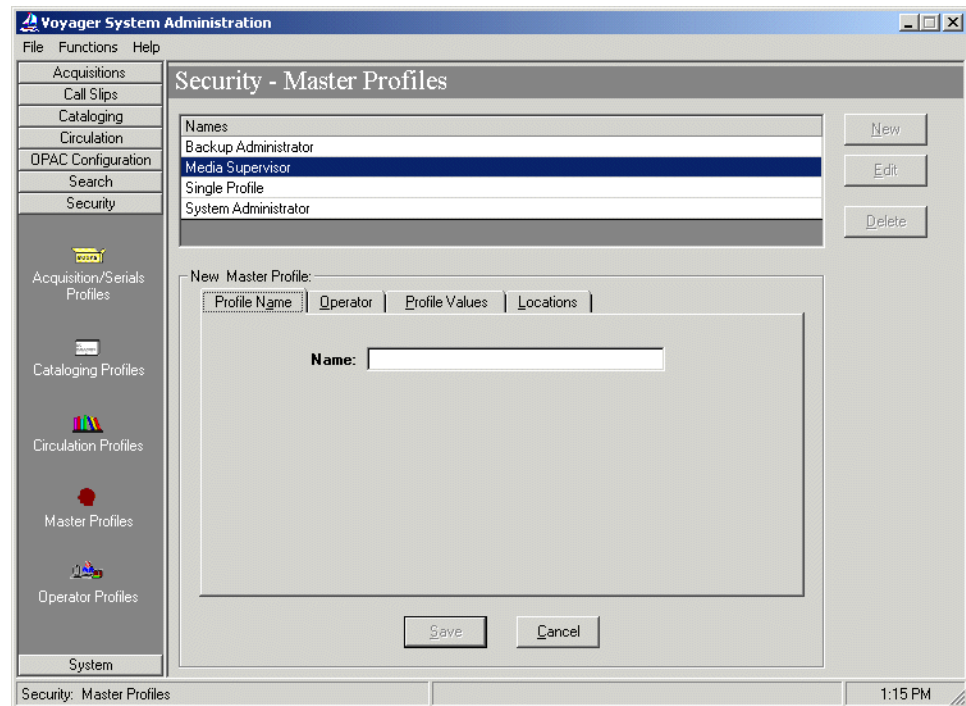 Voyager System Administration
File Functions Help
Acquisitions
Call Slips
Cataloging
Circulation
OPAC Configuration
Search
Security
Acquisition/Serials
Profiles
Cataloging Profiles
Circulation Profiles
Master Profiles
Operator Profiles
System
Security - Master Profiles
Names
Backup Administrator
Media Supervisor
Single Profile
System Administrator
New
Edit
Delete
New Master Profile:
Profile Name Operator Profile Values Locations
Name:
Save Cancel
Security: Master Profiles
1:15 PM